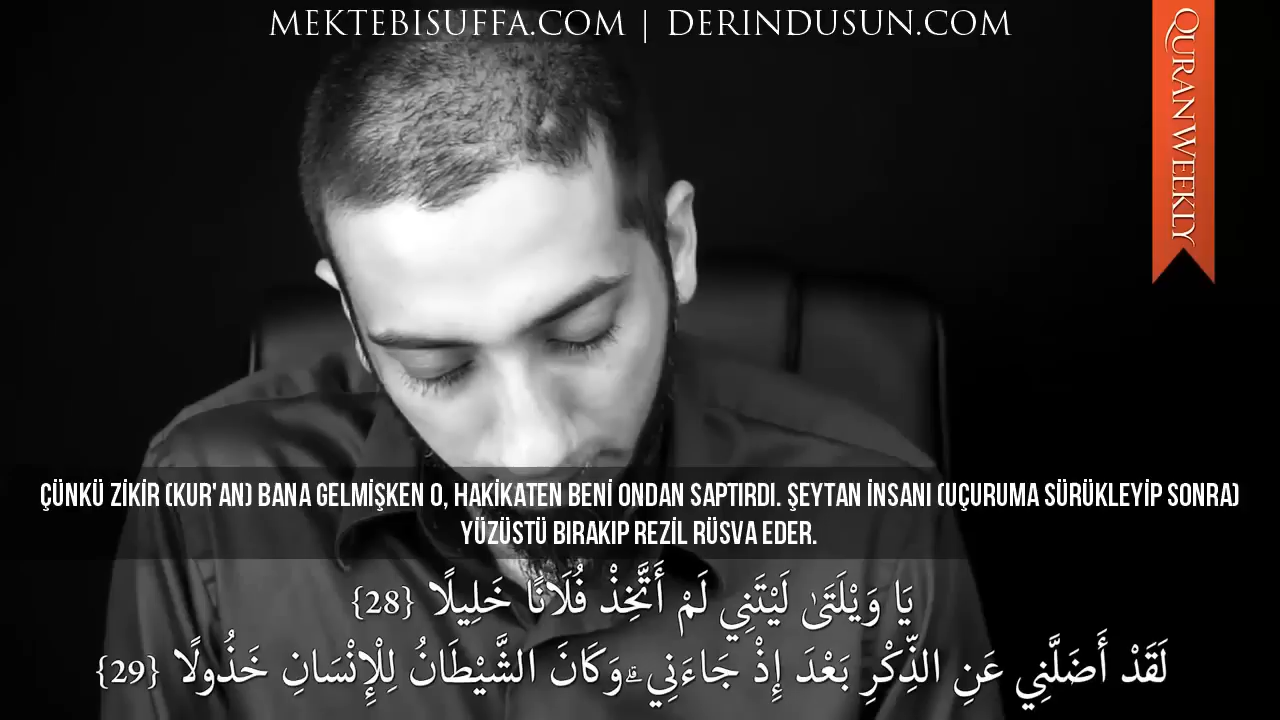 MEKTEBISUFFA.COM | DERINDUSUN.COM
QURANWEEKLY
ÇÜNKÜ ZİKİR (KUR'AN) BANA GELMİŞKEN O, HAKİKATEN BENİ ONDAN SAPTIRDI. ŞEYTAN İNSANI (UÇURUMA SÜRÜKLEYİP SONRA)
YÜZÜSTÜ BIRAKIP REZİL RÜSVA EDER.
يَا وَيْلَتَىٰ لَيْتَنِي لَمْ أَتَّخِذْ فُلَانًا خَلِيلًا {28}
لَقَدْ أَضَلَّنِي عَنِ الذِّكْرِ بَعْدَ إِذْ جَاءَنِي ۗ وَكَانَ الشَّيْطَانُ لِلْإِنْسَانِ خَذُولًا {29}